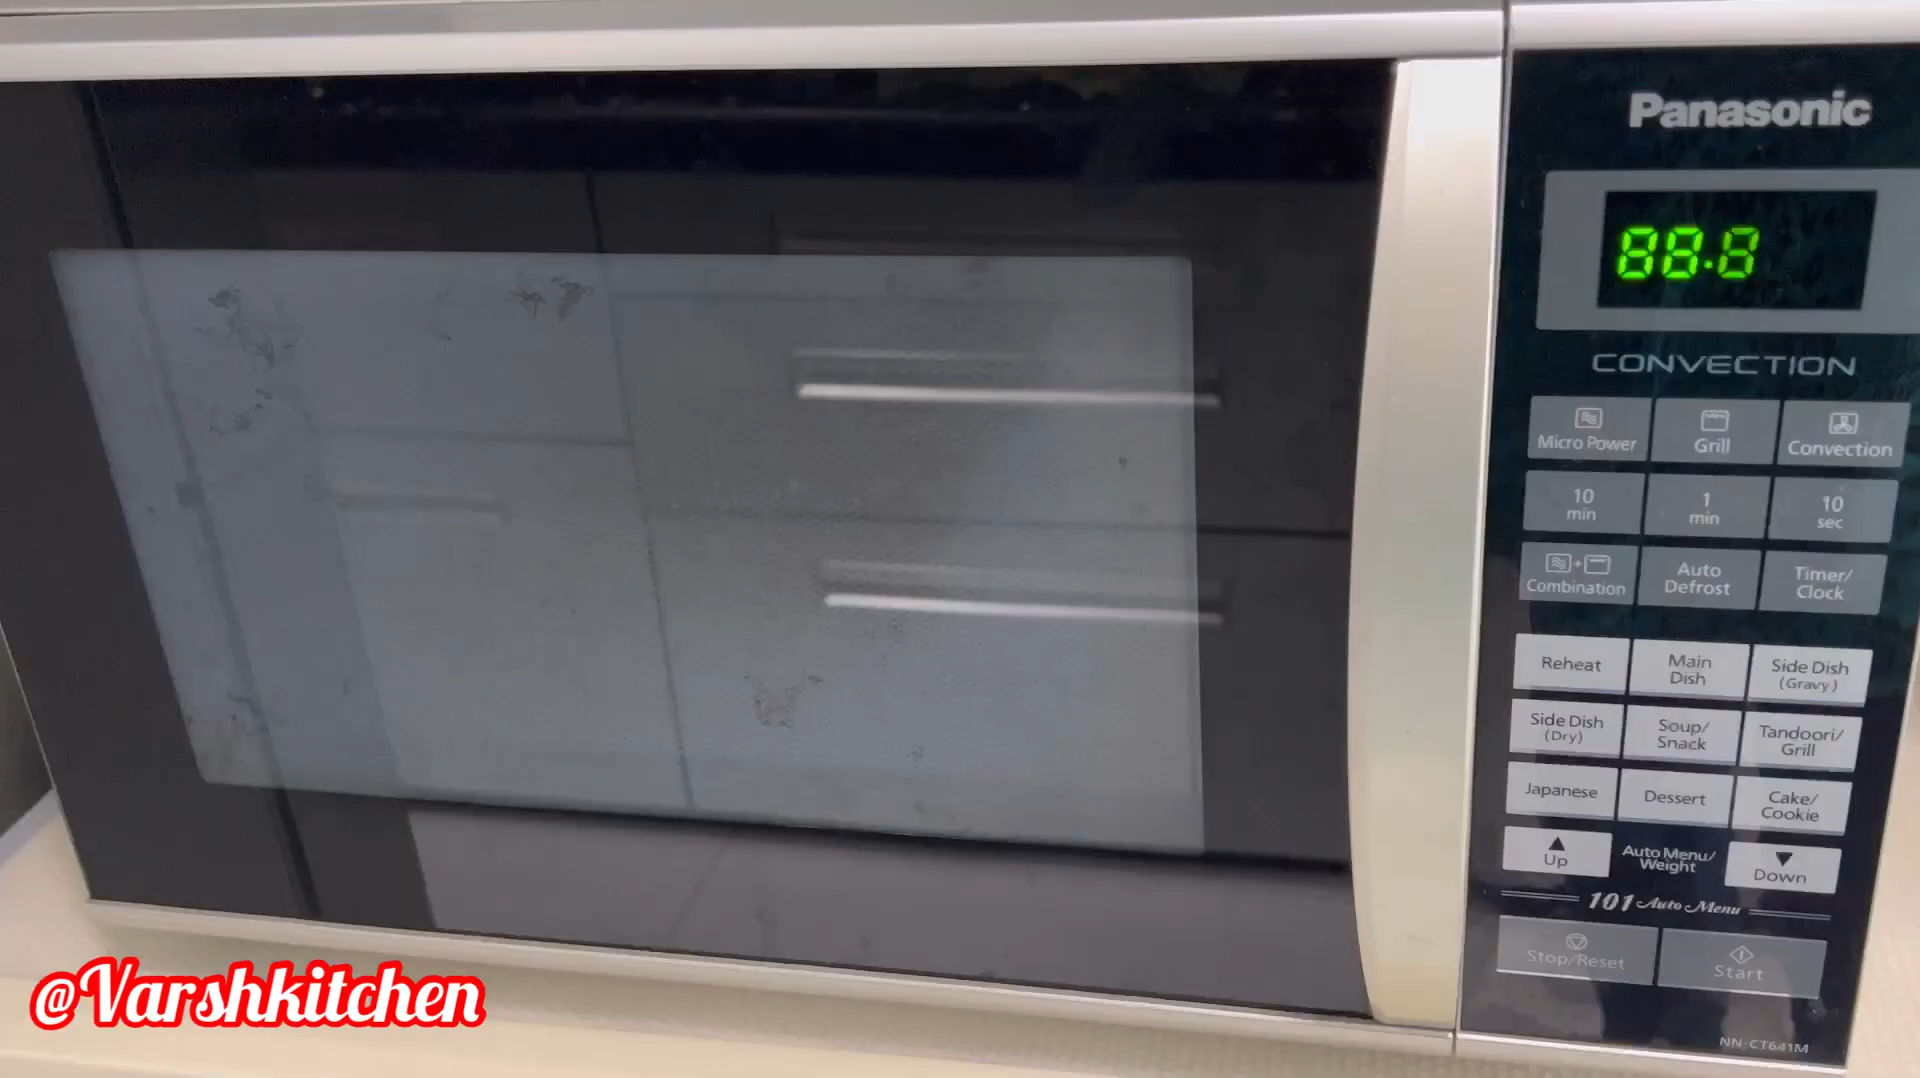 Panasonic
88.8
CONVECTION
Micro Power
Grill
Convection
10
min
1
min
10
sec
Combination
Auto
Defrost
Timer/
Clock
Reheat
Main
Dish
Side Dish
(Gravy)
Side Dish
(Dry)
Soup/
Snack
Tandoori/
Grill
Japanese
Dessert
Cake/
Cookie
Up
Auto Menu/
Weight
Down
101 Auto Menu
Stop/Reset
Start
NN-CT641M
@Varshkitchen